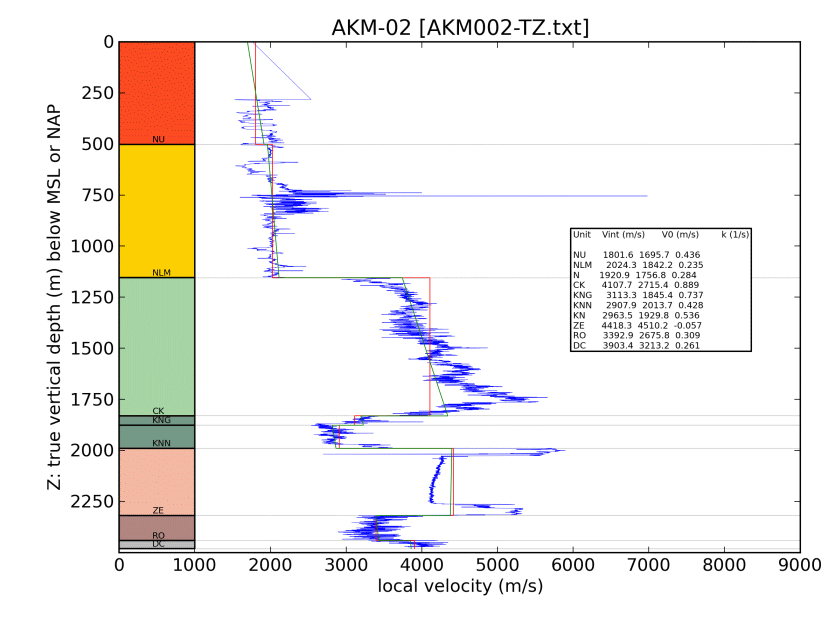 AKM-02 [AKM002-TZ.txt]
Z: true vertical depth (m) below MSL or NAP
0
250
500
750
1000
1250
1500
1750
2000
2250
NU
NLM
CK
KNG
KNN
ZE
RO
DC
Unit Vint (m/s) V0 (m/s) k (1/s)
NU 1801.6 1695.7 0.436
NLM 2024.3 1842.2 0.235
N 1920.9 1756.8 0.284
CK 4107.7 2715.4 0.889
KNG 3113.3 1845.4 0.737
KNN 2907.9 2013.7 0.428
KN 2963.5 1929.8 0.536
ZE 4418.3 4510.2 -0.057
RO 3392.9 2675.8 0.309
DC 3903.4 3213.2 0.261
0 1000 2000 3000 4000 5000 6000 7000 8000 9000
local velocity (m/s)